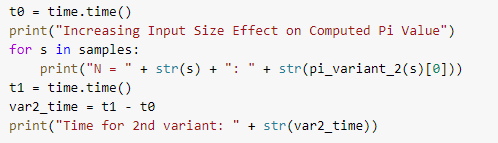 t0 = time.time()
print("Increasing Input Size Effect on Computed Pi Value")
for s in samples:
    print("N = " + str(s) + ": " + str(pi_variant_2(s)[0]))
t1 = time.time()
var2_time = t1 - t0
print("Time for 2nd variant: " + str(var2_time))